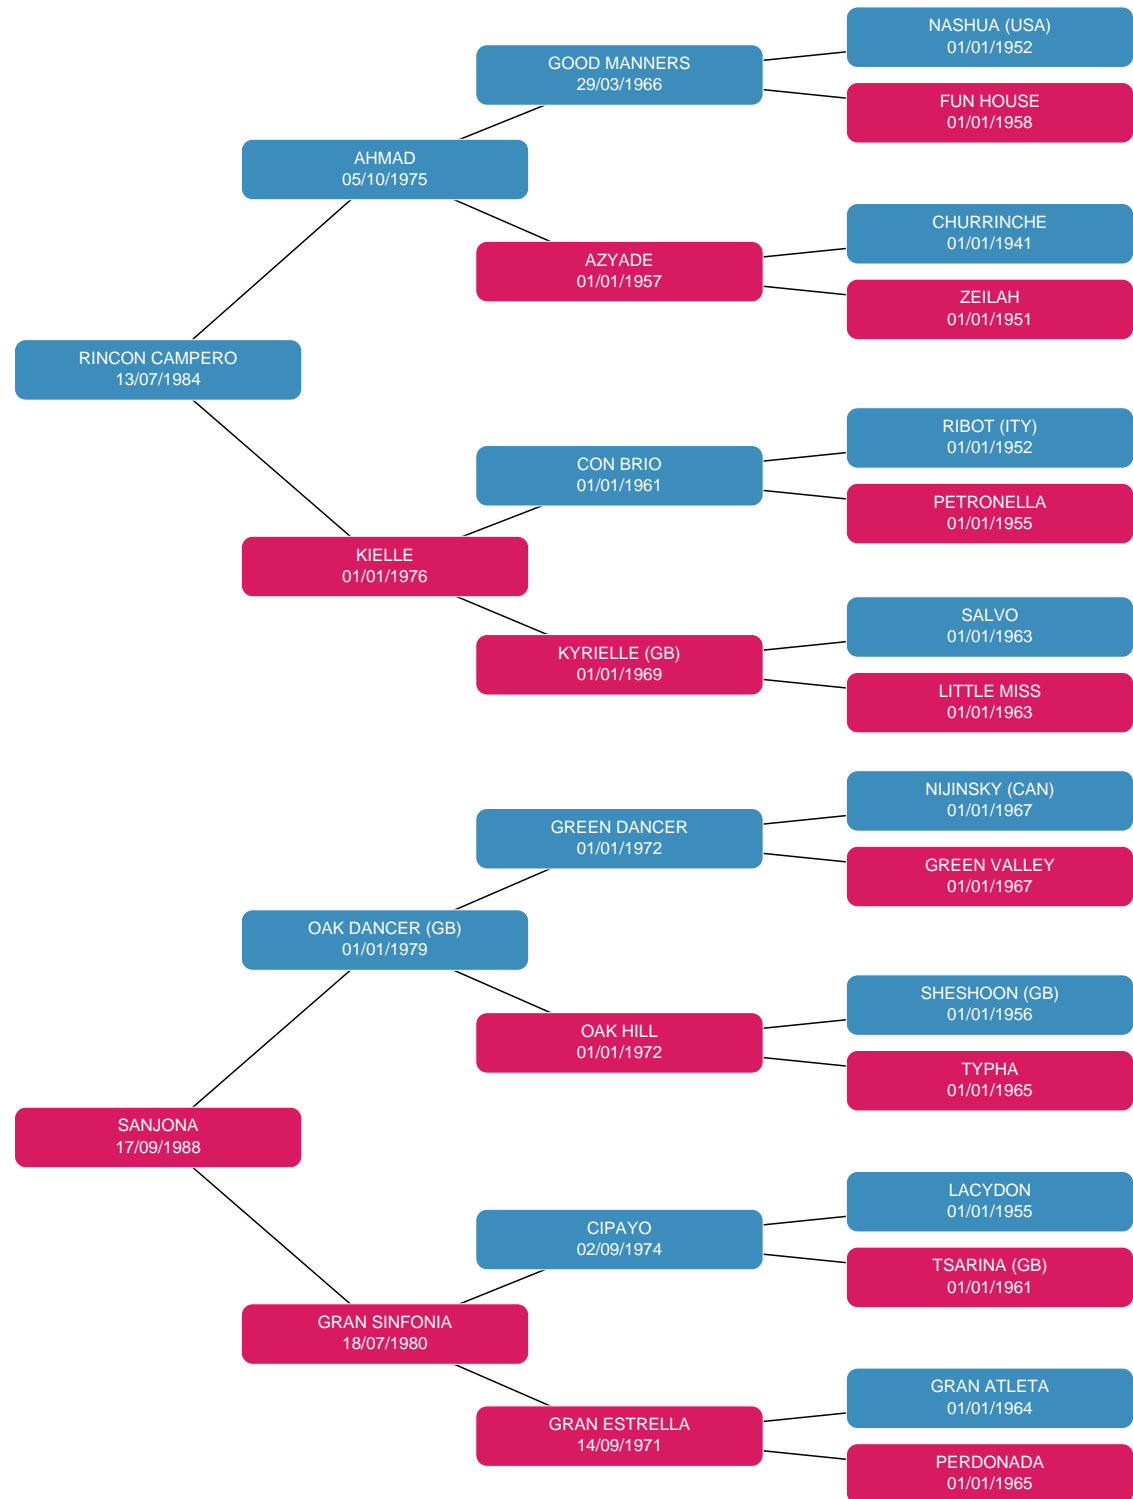 NASHUA (USA)
01/01/1952
GOOD MANNERS
29/03/1966
FUN HOUSE
01/01/1958
AHMAD
05/10/1975
CHURRINCHE
01/01/1941
AZYADE
01/01/1957
ZEILAH
01/01/1951
RINCON CAMPERO
13/07/1984
RIBOT (ITY)
01/01/1952
CON BRIO
01/01/1961
PETRONELLA
01/01/1955
KIELLE
01/01/1976
SALVO
01/01/1963
KYRIELLE (GB)
01/01/1969
LITTLE MISS
01/01/1963
NIJINSKY (CAN)
01/01/1967
GREEN DANCER
01/01/1972
GREEN VALLEY
01/01/1967
OAK DANCER (GB)
01/01/1979
SHESHOON (GB)
01/01/1956
OAK HILL
01/01/1972
TYPHA
01/01/1965
SANJONA
17/09/1988
LACYDON
01/01/1955
CIPAYO
02/09/1974
TSARINA (GB)
01/01/1961
GRAN SINFONIA
18/07/1980
GRAN ATLETA
01/01/1964
GRAN ESTRELLA
14/09/1971
PERDONADA
01/01/1965